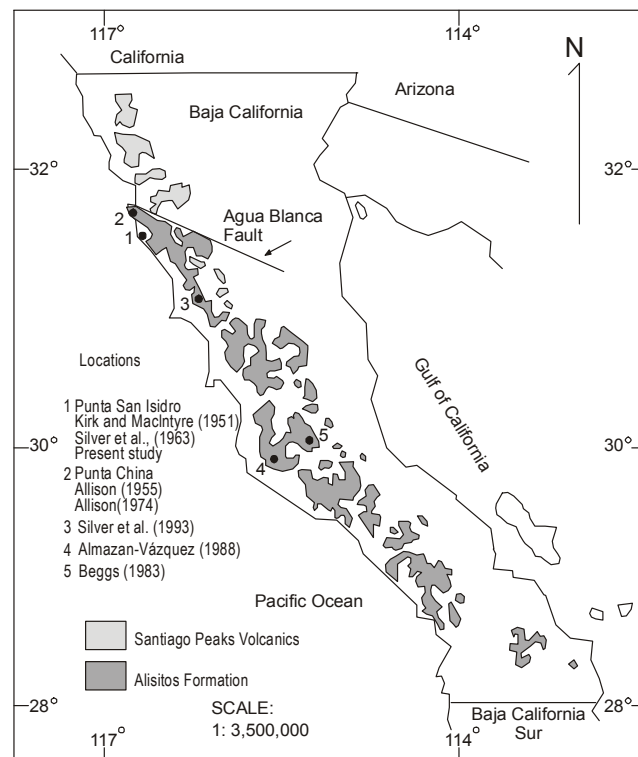 117°
114°
California
N
Arizona
Baja California
32°
32°
Agua Blanca
Fault
2
1
3
Locations
Gulf of California
1 Punta San Isidro
Kirk and MacIntyre (1951)
Silver et al., (1963)
Present study
2 Punta China
Allison (1955)
Allison(1974)
3 Silver et al. (1993)
4 Almazan-Vázquez (1988)
5 Beggs (1983)
5
4
30°
30°
Pacific Ocean
Santiago Peaks Volcanics
Alisitos Formation
SCALE:
1: 3,500,000
28°
28°
Baja California
Sur
117°
114°